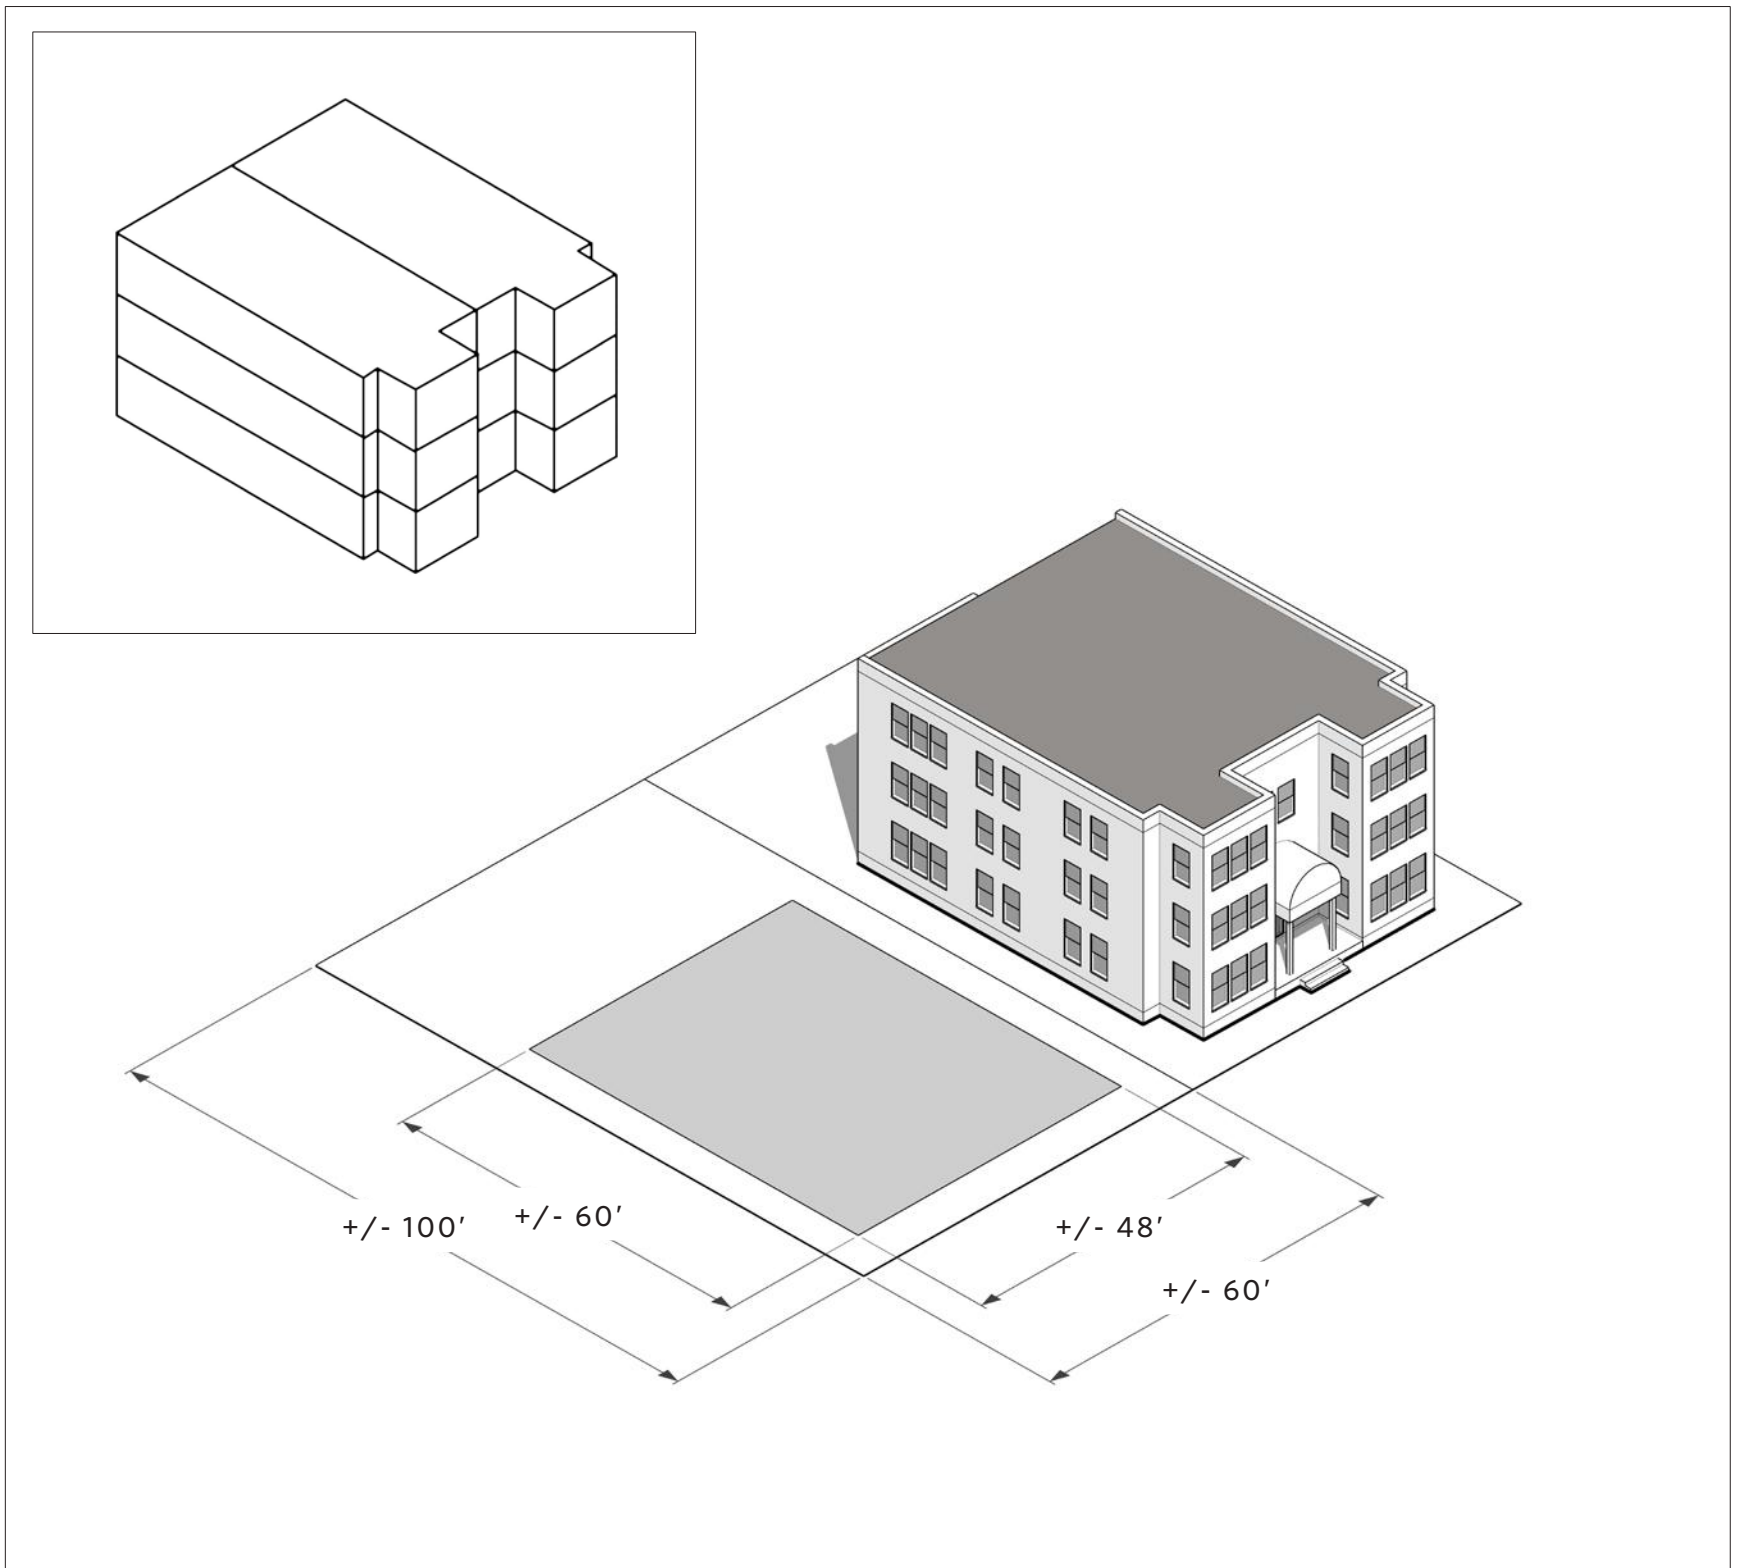 +/- 100′
+/- 60′
+/- 48′
+/- 60′